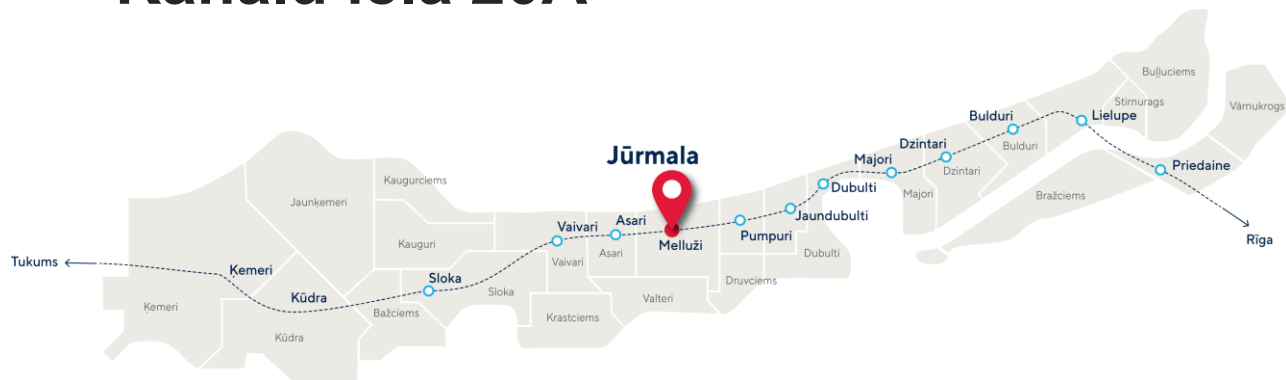 Buļļuciems
Stirnurags
Vārnukrogs
Bulduri
Lielupe
Dzintari
Bulduri
Jūrmala
Majori
Dzintari
Priedaine
Kaugurciems
Dubulti
Majori
Bražciems
Jaunķemeri
Vaivari
Asari
Jaundubulti
Kauguri
Melluži
Pumpuri
Rīga
Tukums
Vaivari
Asari
Dubulti
Ķemeri
Sloka
Druvciems
Kūdra
Sloka
Valteri
Ķemeri
Bažciems
Krastciems
Kūdra